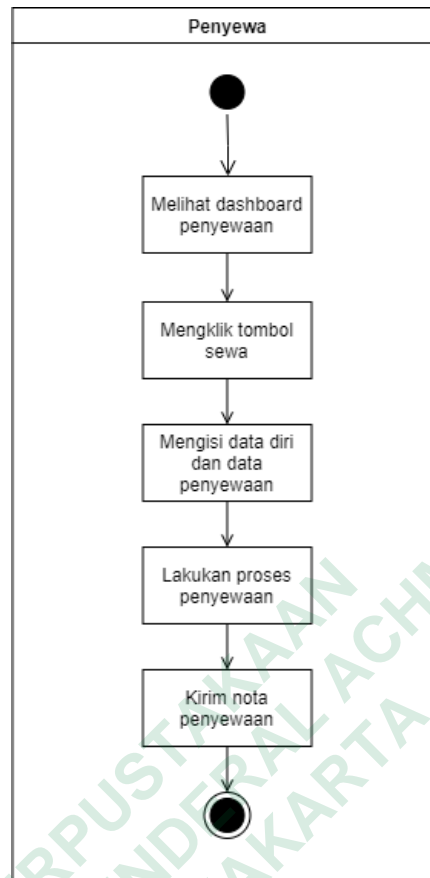 Penyewa
Melihat dashboard
penyewaan
Mengklik tombol
sewa
Mengisi data diri
dan data
penyewaan
Lakukan proses
penyewaan
Kirim nota
penyewaan